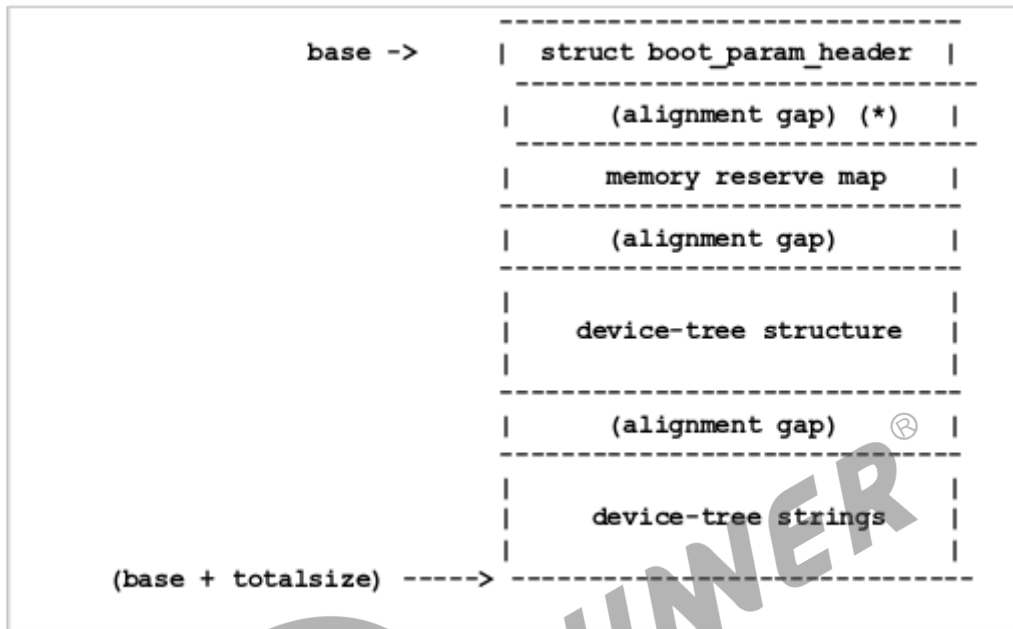 ------------------------------
base -> | struct boot_param_header |
------------------------------
| (alignment gap) (*) |
------------------------------
| memory reserve map |
------------------------------
| (alignment gap) |
------------------------------
| |
| device-tree structure |
| |
------------------------------
| (alignment gap) |
------------------------------
| |
| device-tree strings |
| |
(base + totalsize) -----> ------------------------------